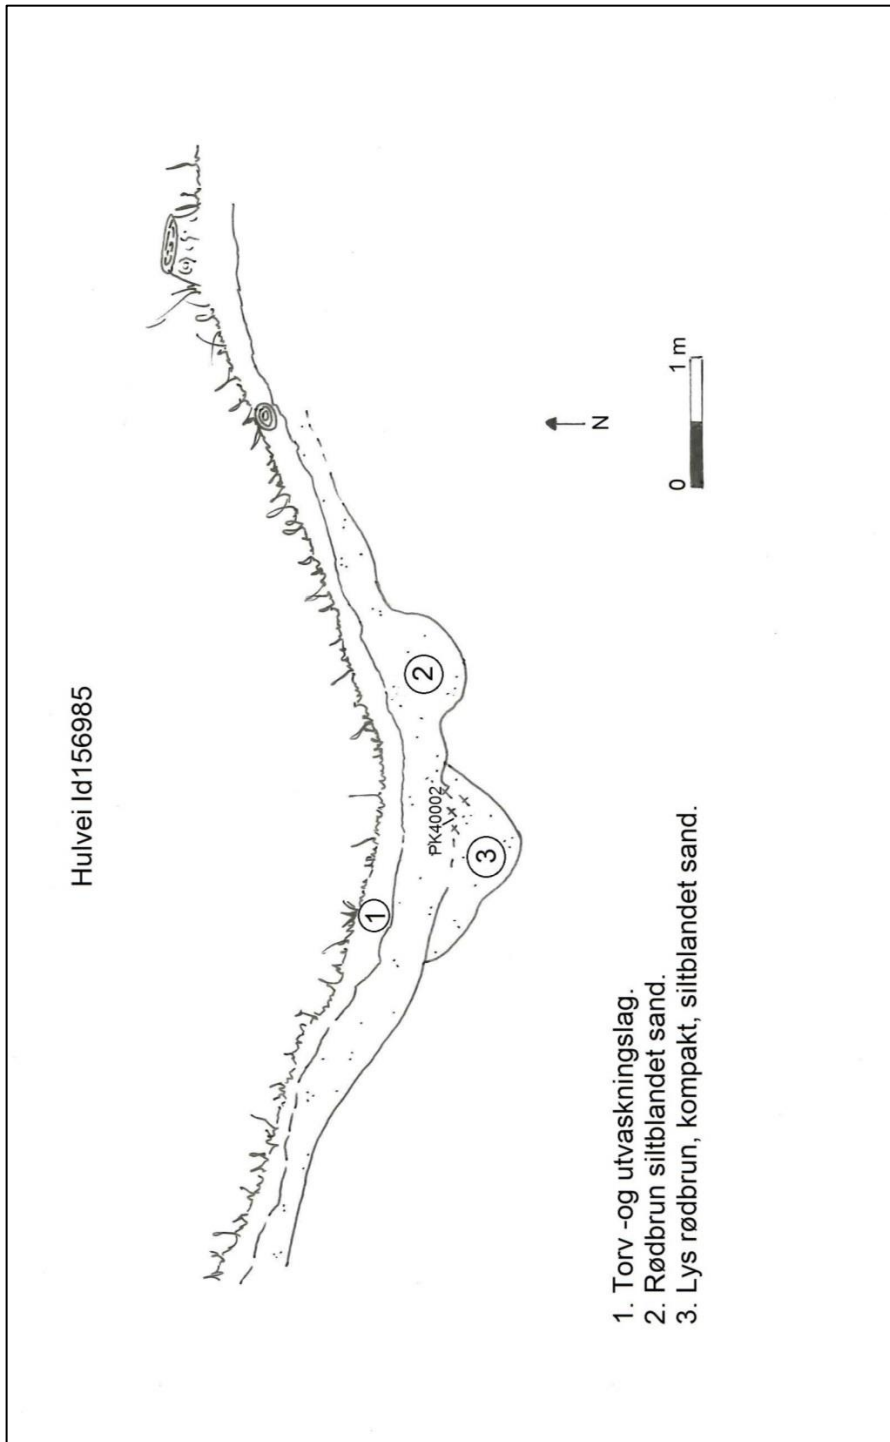 Hulvei Id156985
1
PK40002
2
3
N
0 1 m
1. Torv -og utvaskningslag.
2. Rødbrun siltblandet sand.
3. Lys rødbrun, kompakt, siltblandet sand.